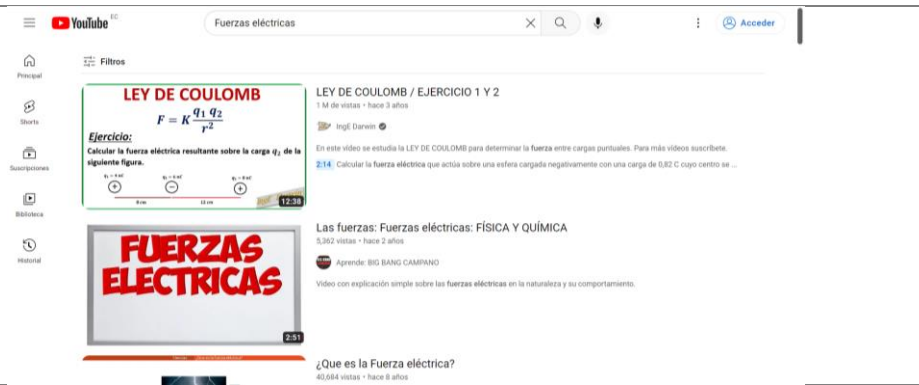 YouTube EC
Fuerzas eléctricas
Acceder
Principal
Shorts
Suscripciones
Biblioteca
Historial
Filtros
LEY DE COULOMB
F = K q1 q2 / r²
Ejercicio:
Calcular la fuerza eléctrica resultante sobre la carga q2 de la
siguiente figura.
12:38
LEY DE COULOMB / EJERCICIO 1 Y 2
1 M de vistas • hace 3 años
IngE Darwin
En este vídeo se estudia la LEY DE COULOMB para determinar la fuerza entre cargas puntuales. Para más vídeos suscríbete.
2:14 Calcular la fuerza eléctrica que actúa sobre una esfera cargada negativamente con una carga de 0,82 C cuyo centro se ...
FUERZAS
ELECTRICAS
2:51
Las fuerzas: Fuerzas eléctricas: FÍSICA Y QUÍMICA
5,362 vistas • hace 2 años
Aprende: BIG BANG CAMPANO
Video con explicación simple sobre las fuerzas eléctricas en la naturaleza y su comportamiento.
¿Que es la Fuerza eléctrica?
40,684 vistas • hace 8 años